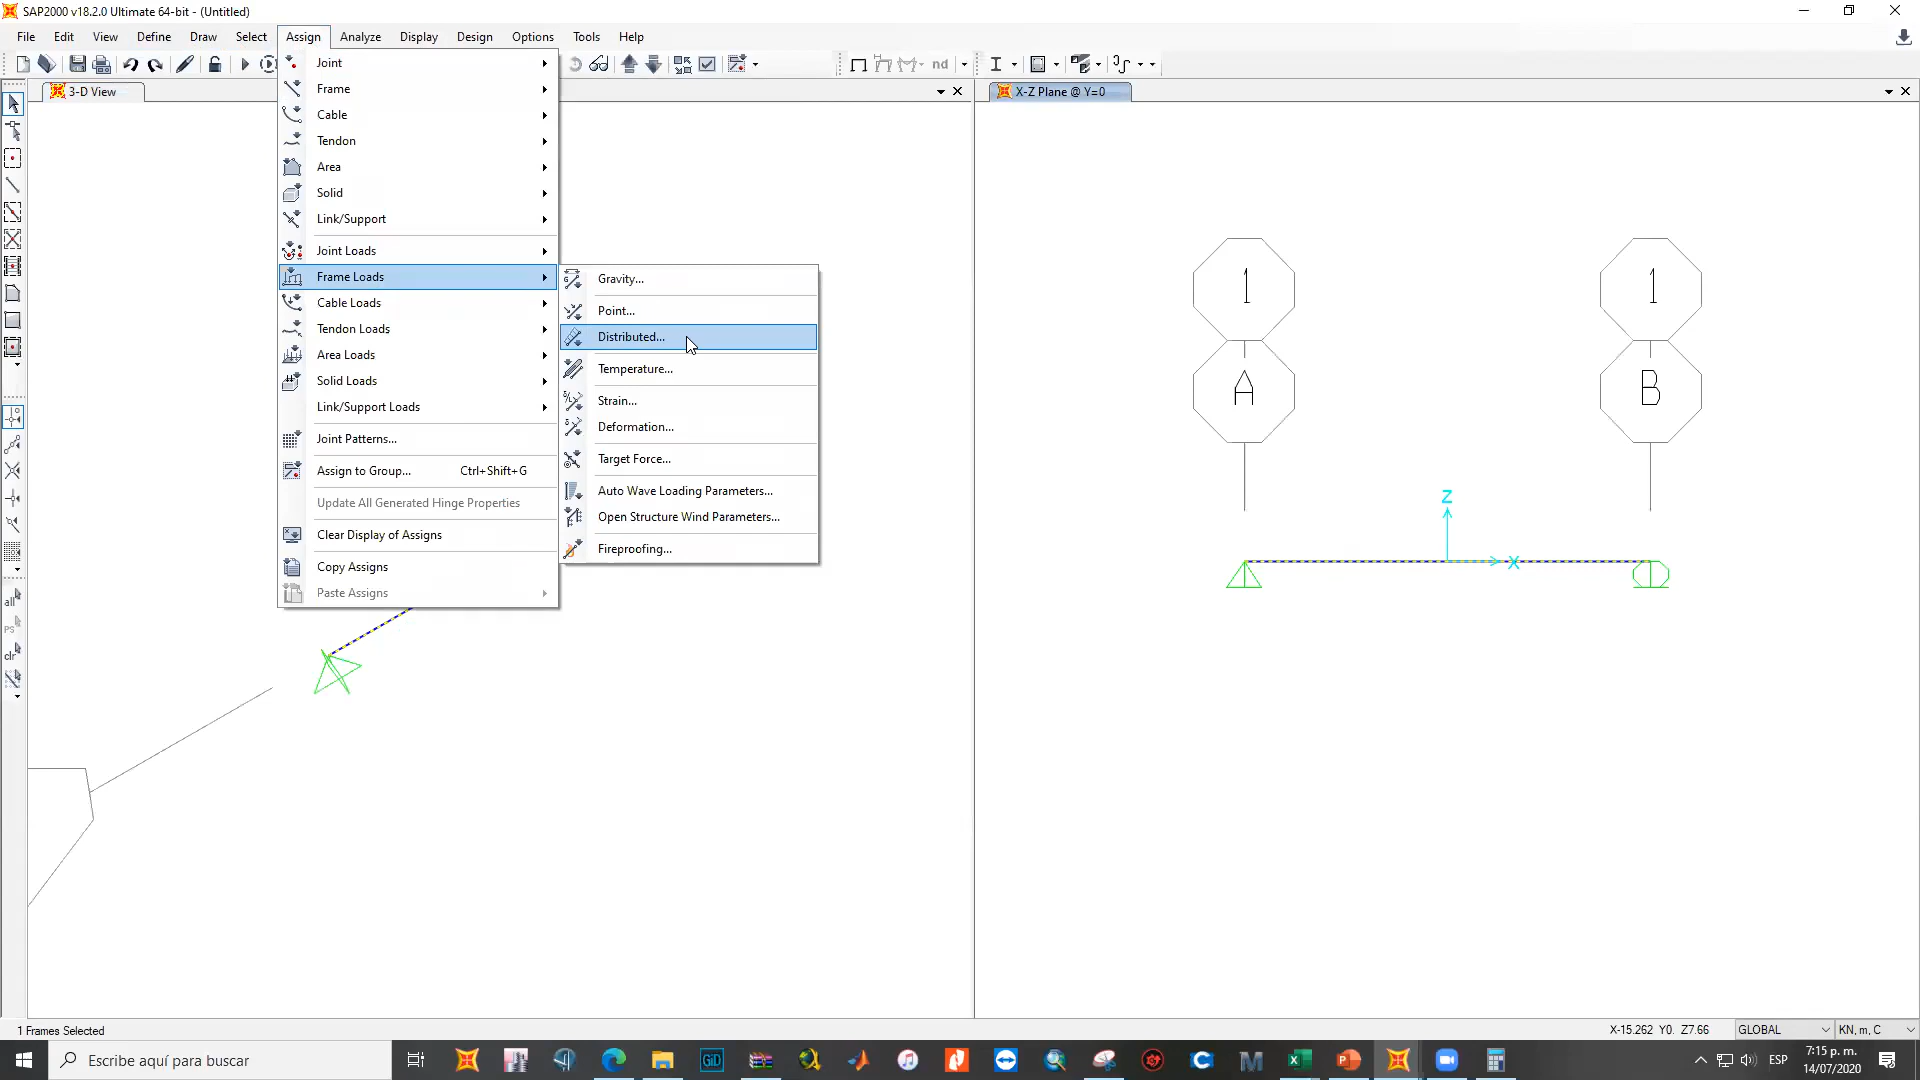 SAP2000 v18.2.0 Ultimate 64-bit - (Untitled)
File Edit View Define Draw Select Assign Analyze Display Design Options Tools Help
nd
3-D View
X-Z Plane @ Y=0
Joint
Frame
Cable
Tendon
Area
Solid
Link/Support
Joint Loads
Frame Loads
Cable Loads
Tendon Loads
Area Loads
Solid Loads
Link/Support Loads
Joint Patterns...
Assign to Group... Ctrl+Shift+G
Update All Generated Hinge Properties
Clear Display of Assigns
Copy Assigns
Paste Assigns
Gravity...
Point...
Distributed...
Temperature...
Strain...
Deformation...
Target Force...
Auto Wave Loading Parameters...
Open Structure Wind Parameters...
Fireproofing...
1 1
A B
Z
X
all
PS
clr
1 Frames Selected
X-15.262 Y0. Z7.66
GLOBAL
KN, m, C
Escribe aquí para buscar
GiD
ESP
7:15 p. m.
14/07/2020